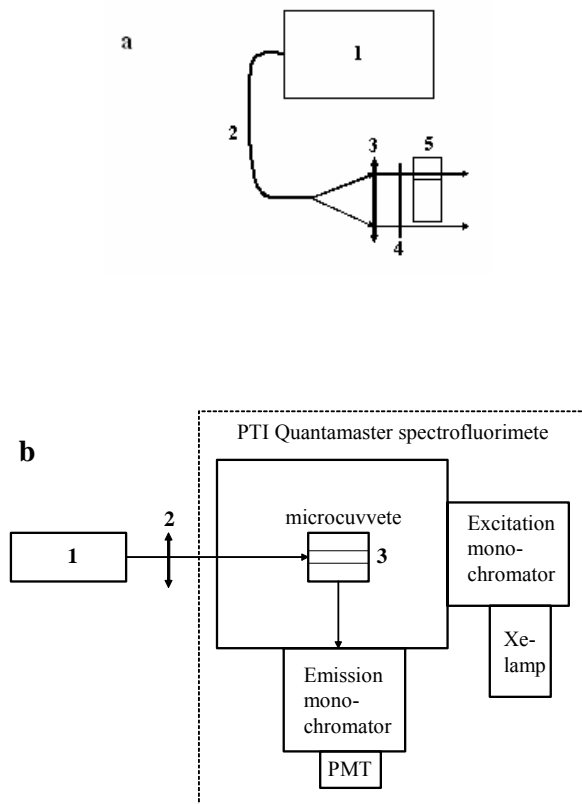 a
1
2
3
5
4
b
PTI Quantamaster spectrofluorimete
2
microcuvvete
1
3
Excitation
mono-
chromator
Xe-
lamp
Emission
mono-
chromator
PMT